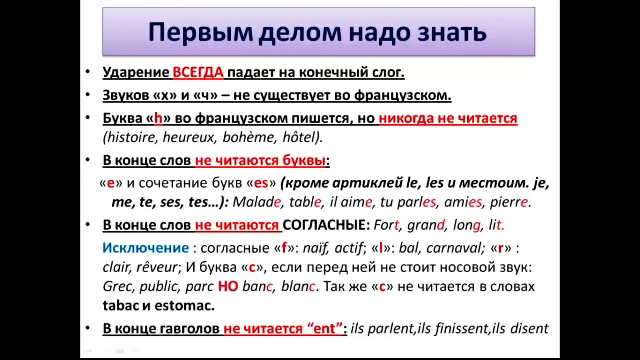 Первым делом надо знать
• Ударение ВСЕГДА падает на конечный слог.
• Звуков «х» и «ч» – не существует во французском.
• Буква «h» во французском пишется, но никогда не читается
(histoire, heureux, bohème, hôtel).
• В конце слов не читаются буквы:
«e» и сочетание букв «es» (кроме артиклей le, les и местоим. je,
me, te, ses, tes…): Malade, table, il aime, tu parles, amies, pierre.
• В конце слов не читаются СОГЛАСНЫЕ: Fort, grand, long, lit.
Исключение : согласные «f»: naif, actif; «l»: bal, carnaval; «r» :
clair, rêveur; И буква «c», если перед ней не стоит носовой звук:
Grec, public, parc НО banc, blanc. Так же «c» не читается в словах
tabac и estomac.
• В конце гавголов не читается “ent”: ils parlent,ils finissent,ils disent